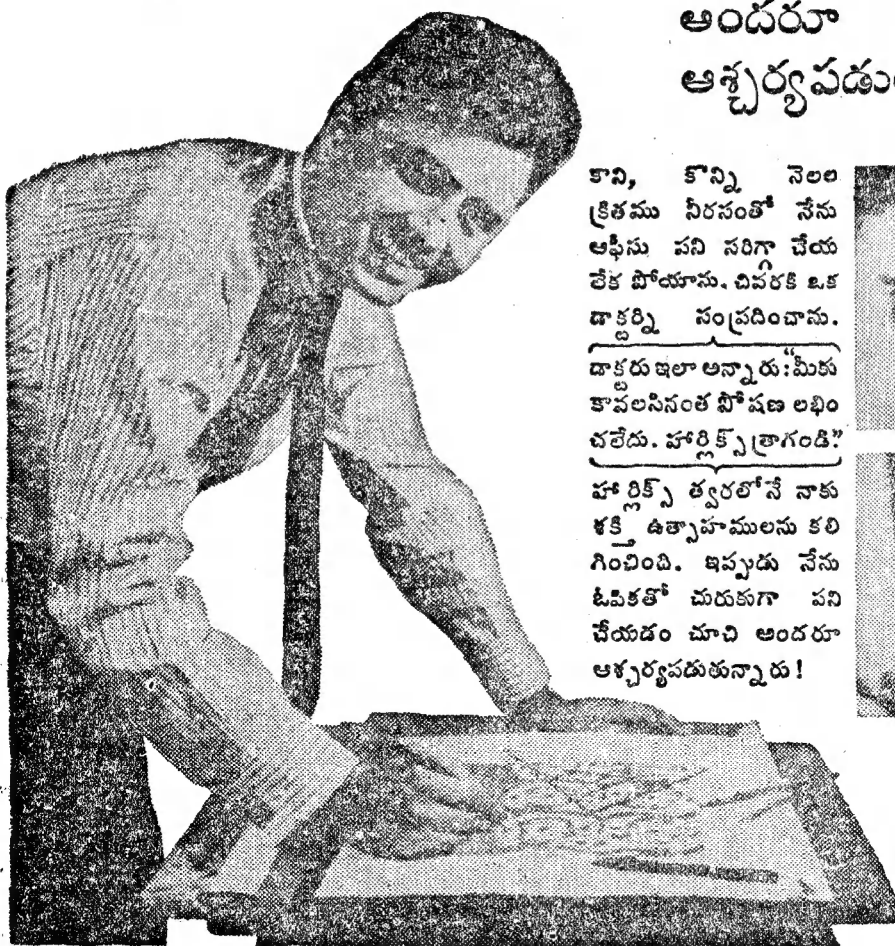 అందరూ
ఆశ్చర్యపడు
కాని, కొన్ని నెలల
క్రితము నీరసంతో నేను
ఆఫీసు పని సరిగ్గా చేయ
లేక పోయాను. చివరకి ఒక
డాక్టర్ని సంప్రదించాను.
డాక్టరు ఇలా అన్నారు: "మీకు
కావలసినంత పోషణ లభిం
చలేదు. హార్లిక్స్ త్రాగండి."
హార్లిక్స్ త్వరలోనే నాకు
శక్తి ఉత్సాహములను కలి
గించింది. ఇప్పుడు నేను
ఓపికతో చురుకుగా పని
చేయడం చూచి అందరూ
ఆశ్చర్యపడుతున్నారు!